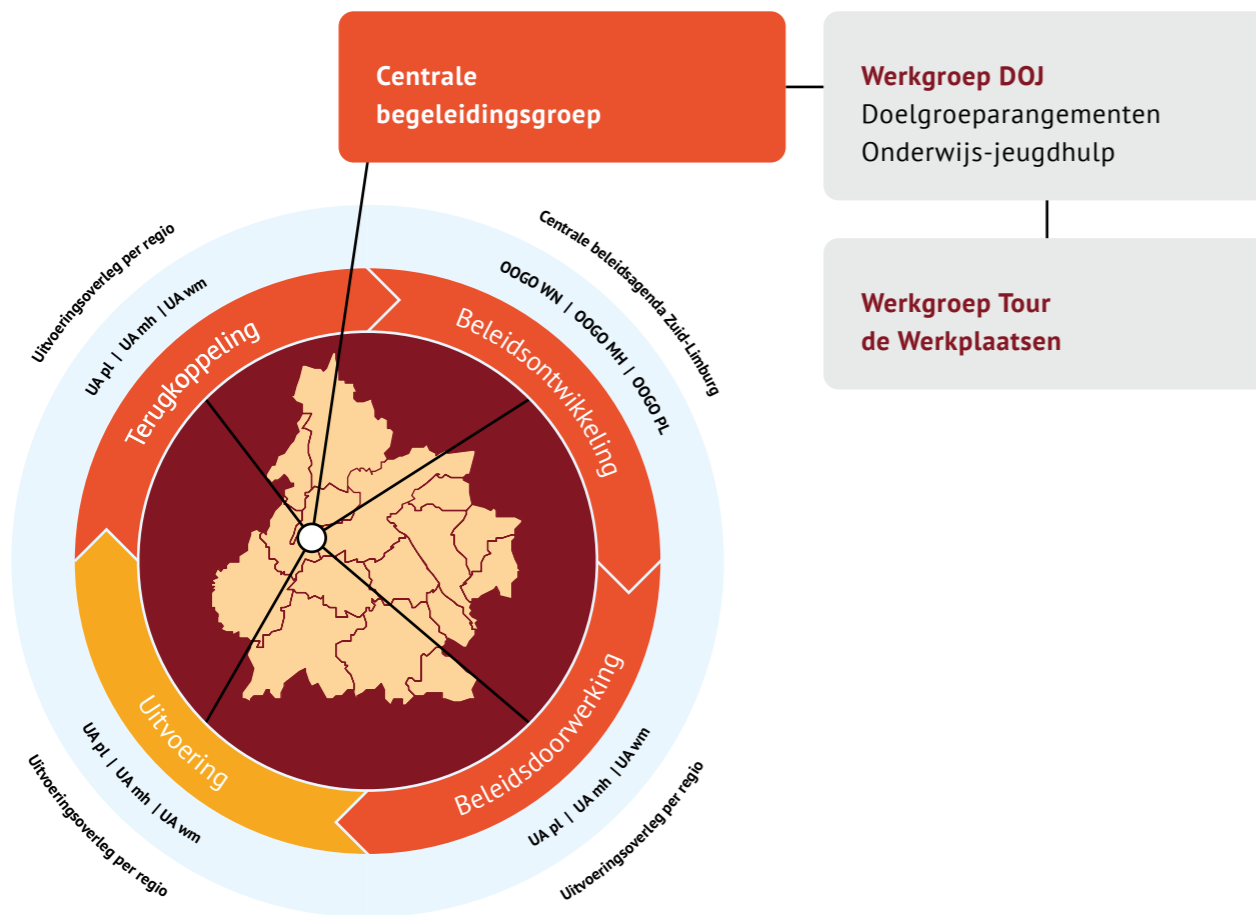 Centrale
begeleidingsgroep
Werkgroep DOJ
Doelgroeparangementen
Onderwijs-jeugdhulp
Werkgroep Tour
de Werkplaatsen
Uitvoeringsoverleg per regio
UA pl | UA mh | UA wm
Terugkoppeling
Centrale beleidsagenda Zuid-Limburg
OOGO WN | OOGO MH | OOGO PL
Beleidsontwikkeling
Uitvoering
UA pl | UA mh | UA wm
Uitvoeringsoverleg per regio
Beleidsdoorwerking
UA pl | UA mh | UA wm
Uitvoeringsoverleg per regio